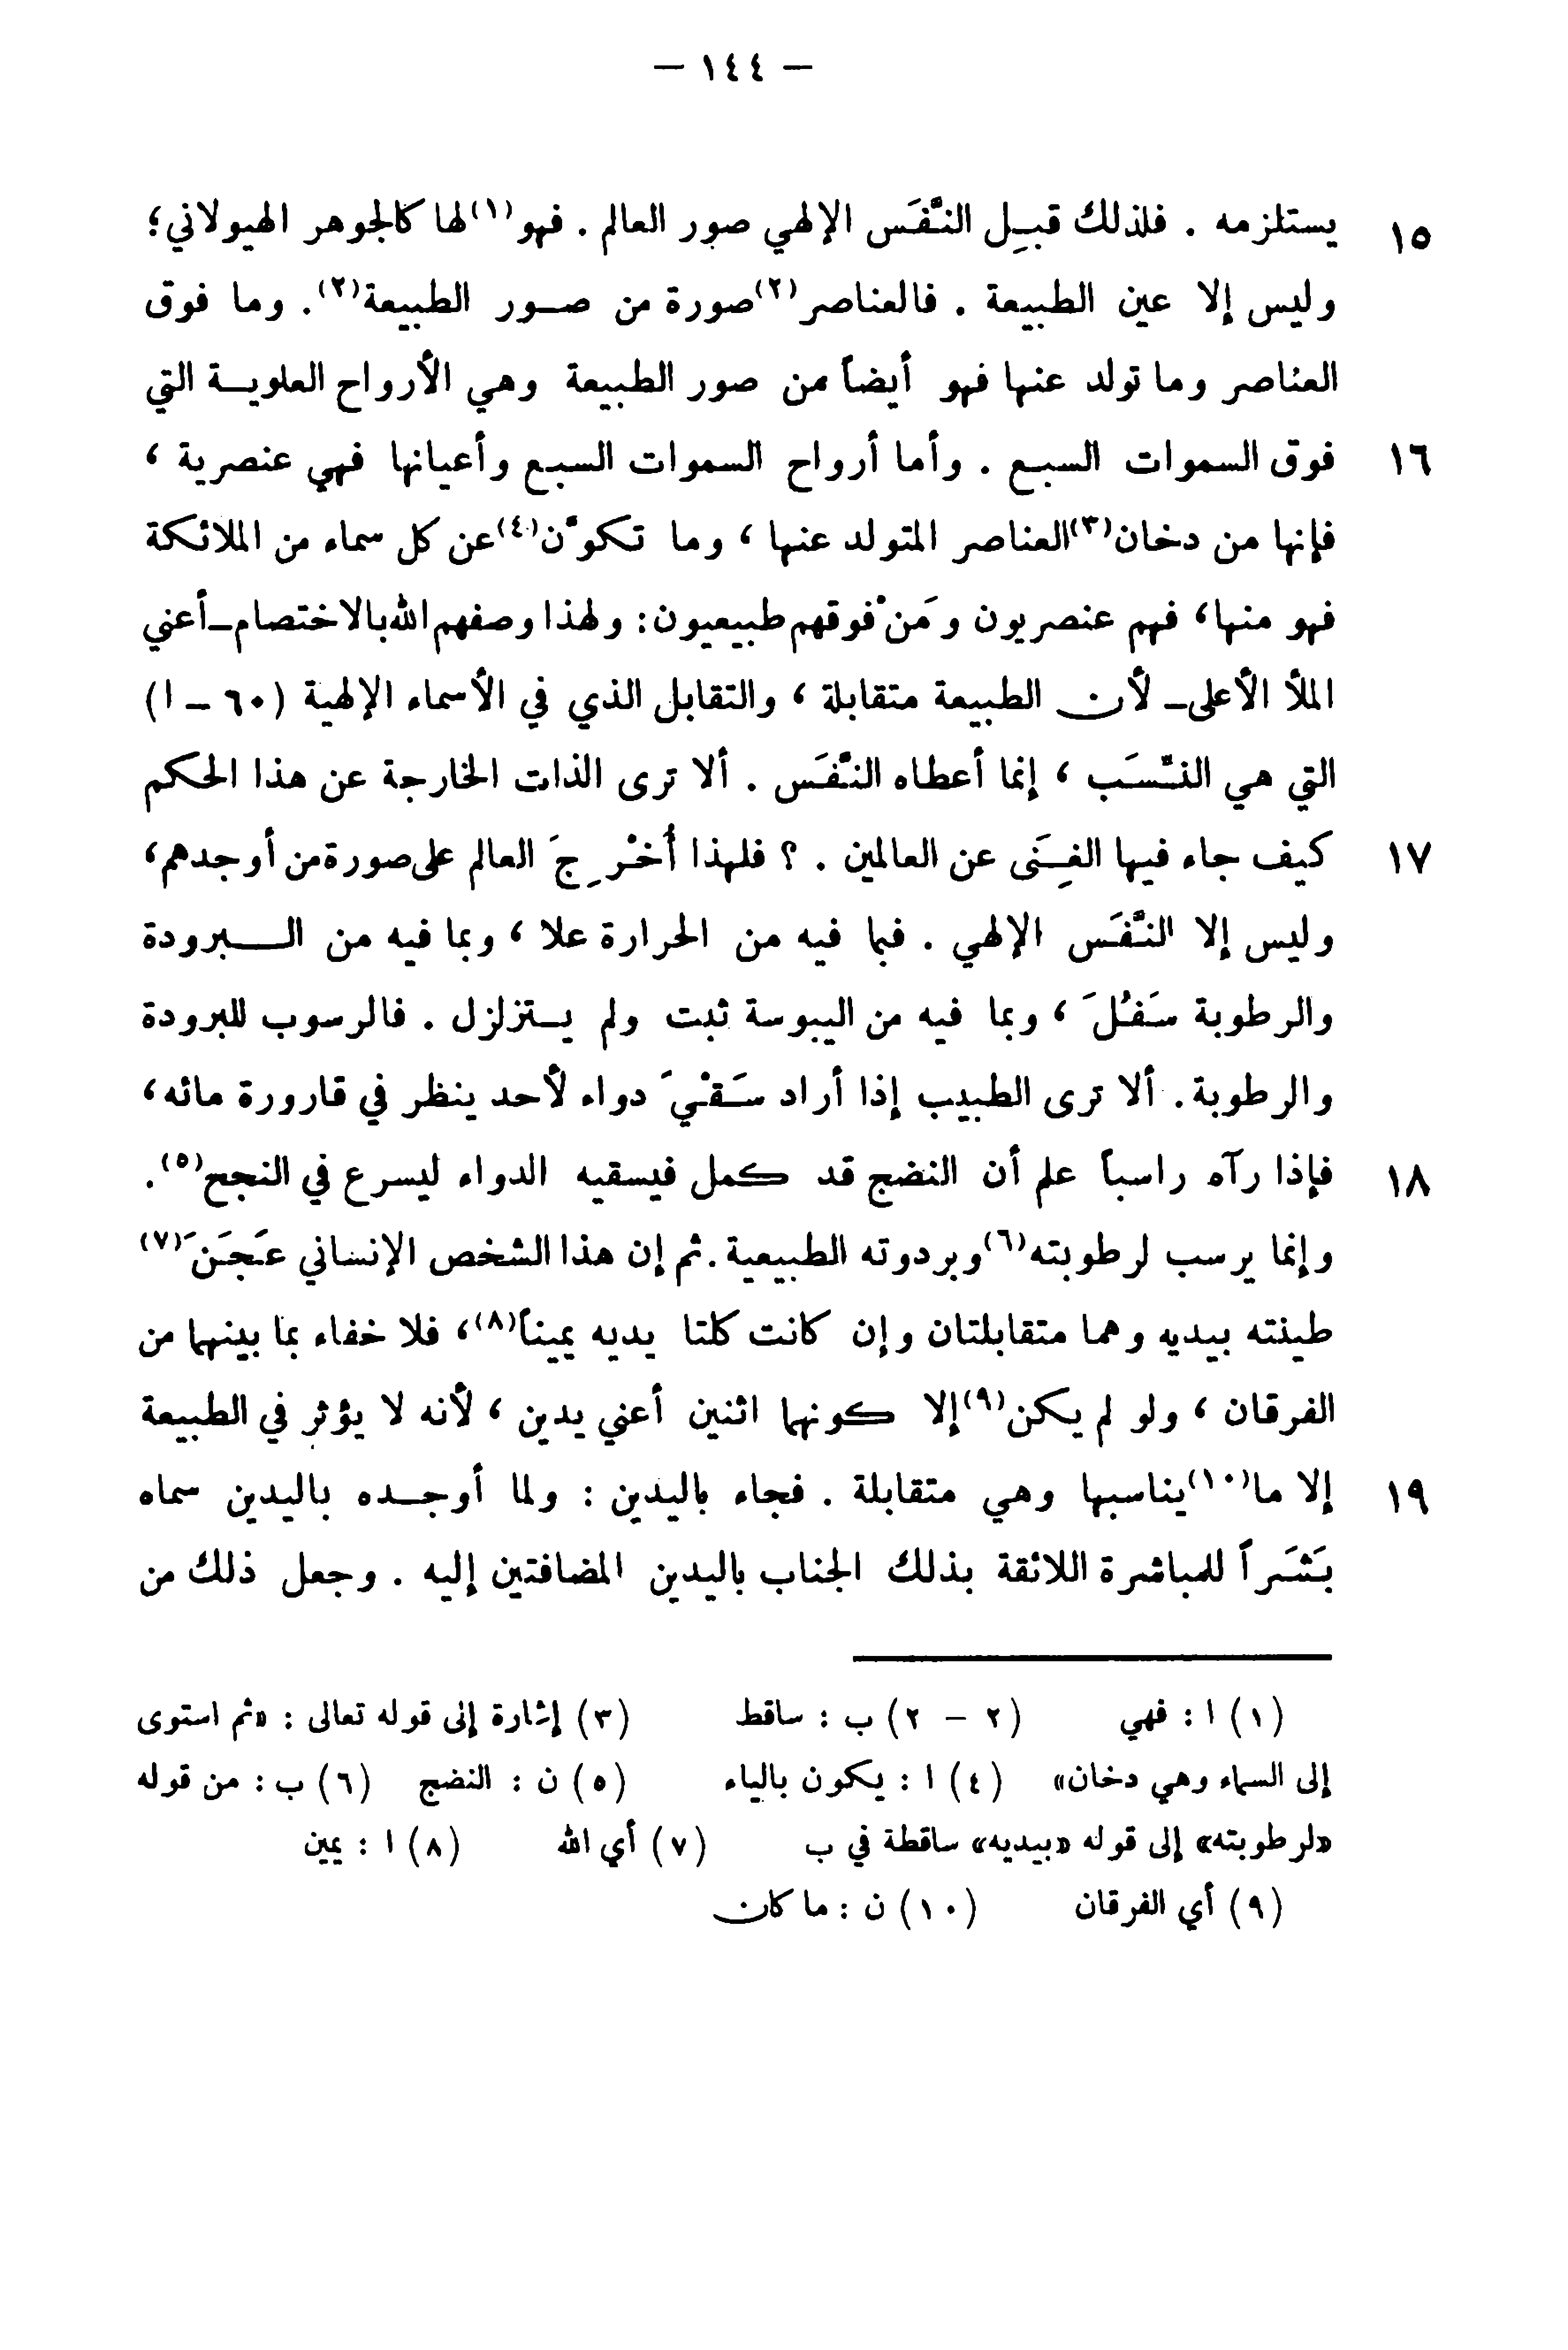 — ١٤٤ —
١٥ يستلزمه . فلذلك قبِل النَّفَس الإلهي صور العالم . فهو(١) لها كالجوهر الهيولاني؛
وليس إلا عين الطبيعة . فالعناصر(٢) صورة من صور الطبيعة(٢). وما فوق
العناصر وما تولد عنها فهو أيضاً من صور الطبيعة وهي الأرواح العلوية التي
١٦ فوق السموات السبع . وأما أرواح السموات السبع وأعيانها فهي عنصرية ،
فإنها من دخان(٣) العناصر المتولد عنها ، وما تكوَّن(٤) عن كل سماء من الملائكة
فهو منها، فهم عنصريون ومَنْ فوقهم طبيعيون: ولهذا وصفهم الله بالاختصام–أعني
الملأ الأعلى– لأن الطبيعة متقابلة ، والتقابل الذي في الأسماء الإلهية (٦٠ – ا)
التي هي النِّسَب ، إنما أعطاه النَّفَس . ألا ترى الذات الخارجة عن هذا الحكم
١٧ كيف جاء فيها الغِنَى عن العالمين . ؟ فلهذا أُخْرِجَ العالم على صورة من أوجدهم،
وليس إلا النَّفَس الإلهي . فبما فيه من الحرارة علا ، وبما فيه من البرودة
والرطوبة سَفُلَ ، وبما فيه من اليبوسة ثبت ولم يتزلزل . فالرسوب للبرودة
والرطوبة. ألا ترى الطبيب إذا أراد سَقْيَ دواء لأحد ينظر في قارورة مائه،
١٨ فإذا رآه راسباً علم أن النضج قد كمل فيسقيه الدواء ليسرع في النجح(٥).
وإنما يرسب لرطوبته(٦) وبردوته الطبيعية. ثم إن هذا الشخص الإنساني عَجَنَ(٧)
طينته بيديه وهما متقابلتان وإن كانت كلتا يديه يميناً(٨)، فلا خفاء بما بينهما من
الفرقان ، ولو لم يكن(٩) إلا كونهما اثنين أعني يدين ، لأنه لا يؤثر في الطبيعة
١٩ إلا ما(١٠) يناسبها وهي متقابلة . فجاء باليدين : ولما أوجده باليدين سماه
بَشَراً للمباشرة اللائقة بذلك الجناب باليدين المضافتين إليه . وجعل ذلك من
(١) ا : فهي (٢ – ٢) ب : ساقط (٣) إشارة إلى قوله تعالى : «ثم استوى
إلى السماء وهي دخان» (٤) ا : يكون بالياء (٥) ن : النضج (٦) ب : من قوله
«لرطوبته» إلى قوله «بيديه» ساقطة في ب (٧) أي الله (٨) ا : يمين
(٩) أي الفرقان (١٠) ن : ما كان